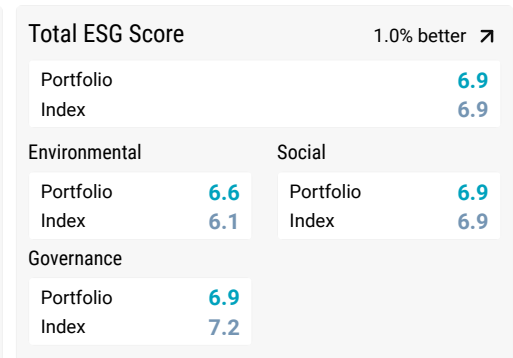 Total ESG Score 1.0% better
Portfolio 6.9
Index 6.9
Environmental
Portfolio 6.6
Index 6.1
Social
Portfolio 6.9
Index 6.9
Governance
Portfolio 6.9
Index 7.2